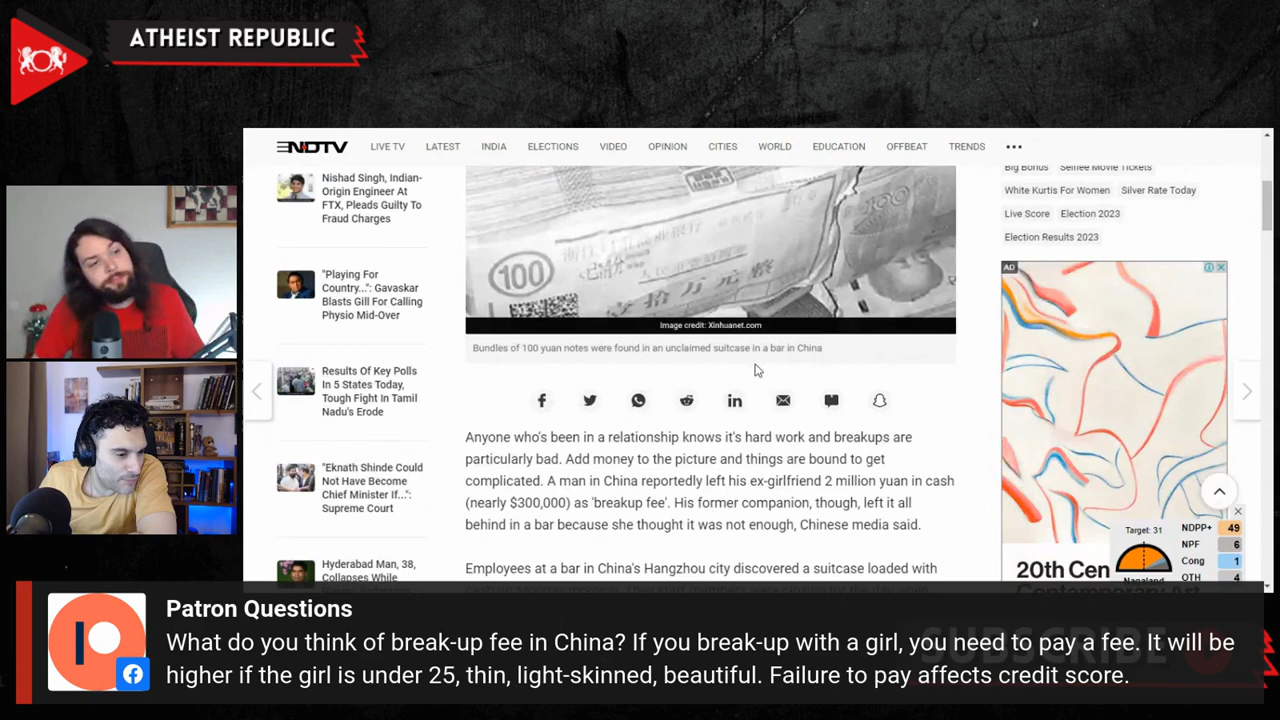 ATHEIST REPUBLIC
NDTV LIVE TV LATEST INDIA ELECTIONS VIDEO OPINION CITIES WORLD EDUCATION OFFBEAT TRENDS
Nishad Singh, Indian-
Origin Engineer At
FTX, Pleads Guilty To
Fraud Charges
"Playing For
Country...": Gavaskar
Blasts Gill For Calling
Physio Mid-Over
Results Of Key Polls
In 5 States Today,
Tough Fight In Tamil
Nadu's Erode
"Eknath Shinde Could
Not Have Become
Chief Minister If...":
Supreme Court
Hyderabad Man, 38,
Collapses While
100
100
Image credit: Xinhuanet.com
Bundles of 100 yuan notes were found in an unclaimed suitcase in a bar in China
Anyone who's been in a relationship knows it's hard work and breakups are
particularly bad. Add money to the picture and things are bound to get
complicated. A man in China reportedly left his ex-girlfriend 2 million yuan in cash
(nearly $300,000) as 'breakup fee'. His former companion, though, left it all
behind in a bar because she thought it was not enough, Chinese media said.
Employees at a bar in China's Hangzhou city discovered a suitcase loaded with
Big Bonus Selfiee Movie Tickets
White Kurtis For Women Silver Rate Today
Live Score Election 2023
Election Results 2023
AD
20th Cen
Target: 31
Nagaland
NDPP+ 49
NPF 6
Cong 1
OTH 4
SUBSCRIBE
Patron Questions
What do you think of break-up fee in China? If you break-up with a girl, you need to pay a fee. It will be
higher if the girl is under 25, thin, light-skinned, beautiful. Failure to pay affects credit score.